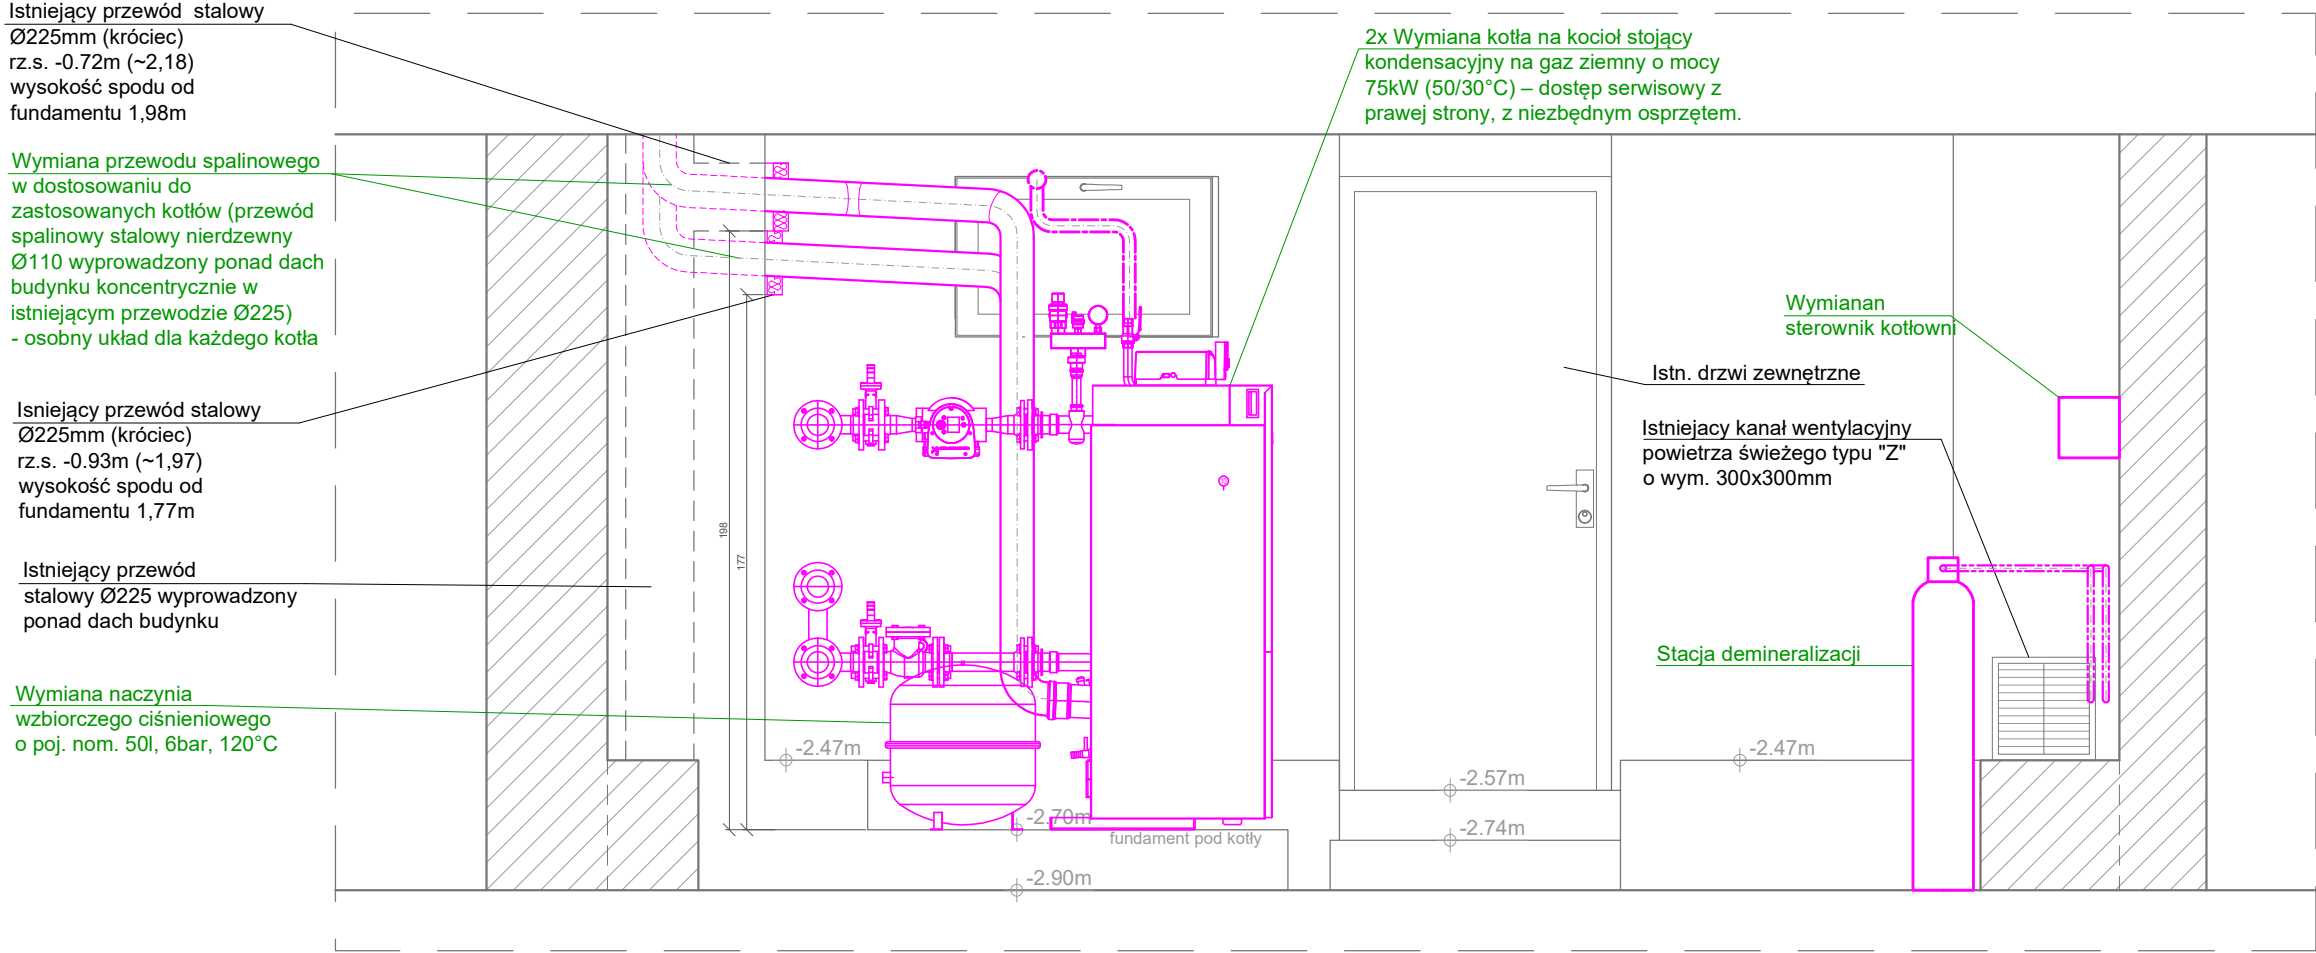 Istniejący przewód stalowy
Ø225mm (króciec)
rz.s. -0.72m (~2,18)
wysokość spodu od
fundamentu 1,98m
Wymiana przewodu spalinowego
w dostosowaniu do
zastosowanych kotłów (przewód
spalinowy stalowy nierdzewny
Ø110 wyprowadzony ponad dach
budynku koncentrycznie w
istniejącym przewodzie Ø225)
- osobny układ dla każdego kotła
Isniejący przewód stalowy
Ø225mm (króciec)
rz.s. -0.93m (~1,97)
wysokość spodu od
fundamentu 1,77m
Istniejący przewód
stalowy Ø225 wyprowadzony
ponad dach budynku
Wymiana naczynia
wzbiorczego ciśnieniowego
o poj. nom. 50l, 6bar, 120°C
198
177
2x Wymiana kotła na kocioł stojący
kondensacyjny na gaz ziemny o mocy
75kW (50/30°C) – dostęp serwisowy z
prawej strony, z niezbędnym osprzętem.
Wymianan
sterownik kotłowni
Istn. drzwi zewnętrzne
Istniejacy kanał wentylacyjny
powietrza świeżego typu "Z"
o wym. 300x300mm
Stacja demineralizacji
-2.47m
-2.47m
-2.57m
-2.70m
-2.74m
fundament pod kotły
-2.90m